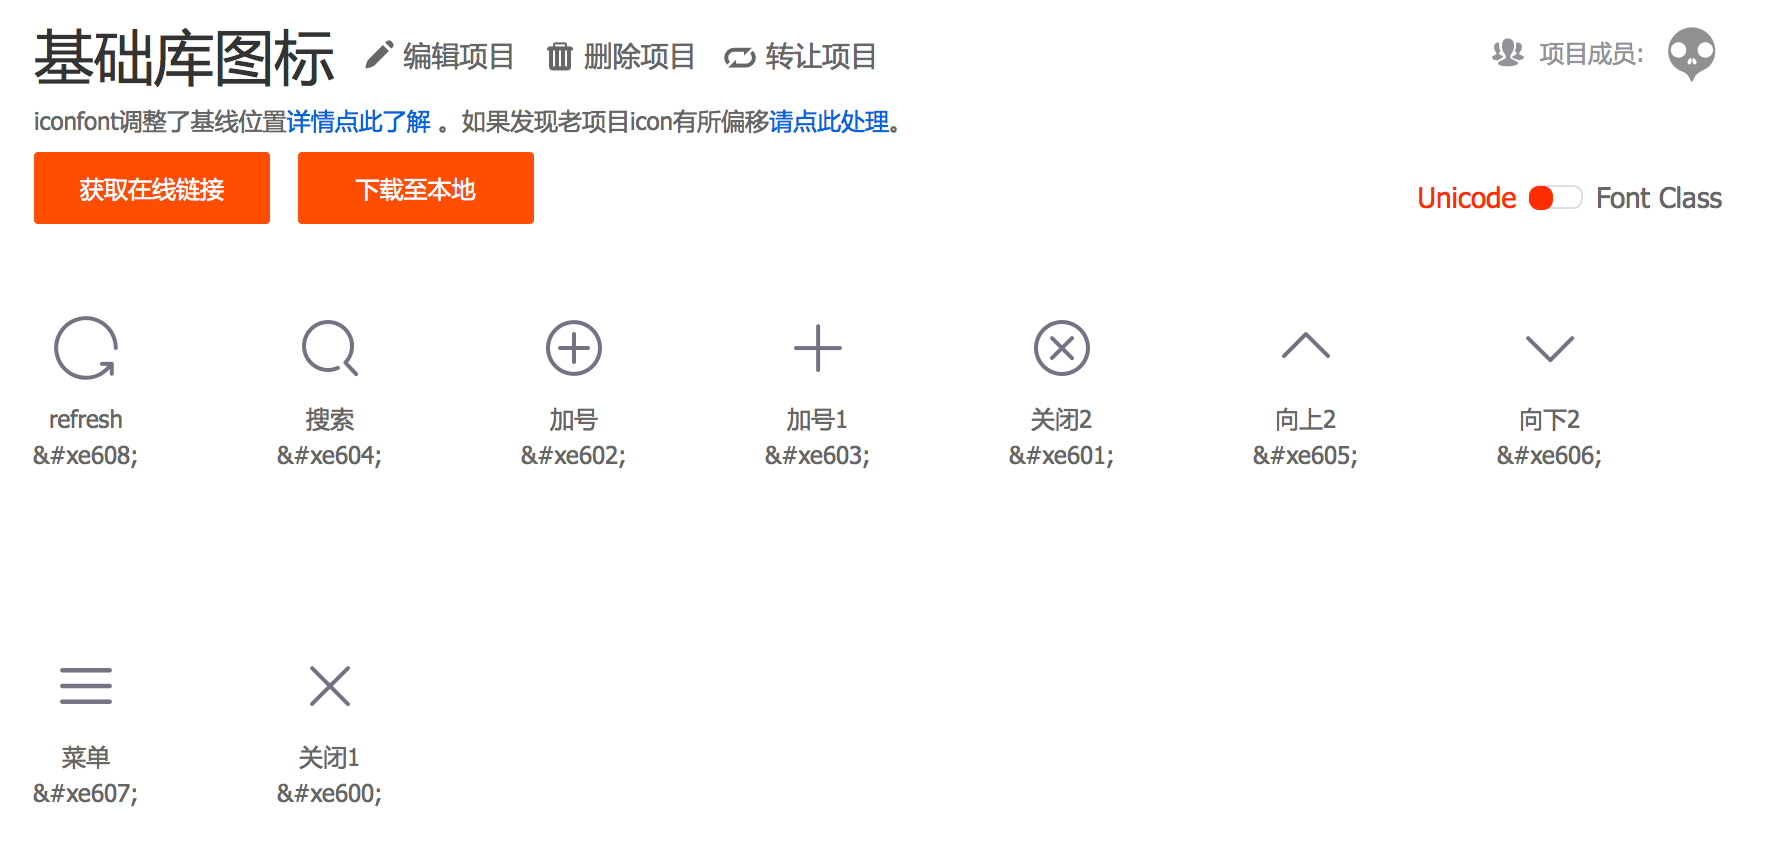 基础库图标 编辑项目 删除项目 转让项目 项目成员:
iconfont调整了基线位置详情点此了解 。如果发现老项目icon有所偏移请点此处理。
获取在线链接 下载至本地 Unicode Font Class
refresh 搜索 加号 加号1 关闭2 向上2 向下2
&#xe608; &#xe604; &#xe602; &#xe603; &#xe601; &#xe605; &#xe606;
菜单 关闭1
&#xe607; &#xe600;